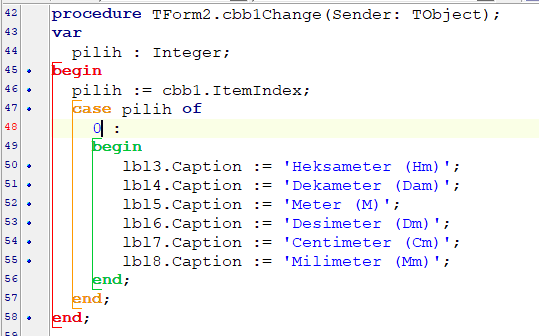 42 procedure TForm2.cbb1Change(Sender: TObject);
43 var
44 pilih : Integer;
45 begin
46 pilih := cbb1.ItemIndex;
47 case pilih of
48 0 :
49 begin
50 lbl3.Caption := 'Heksameter (Hm)';
51 lbl4.Caption := 'Dekameter (Dam)';
52 lbl5.Caption := 'Meter (M)';
53 lbl6.Caption := 'Desimeter (Dm)';
54 lbl7.Caption := 'Centimeter (Cm)';
55 lbl8.Caption := 'Milimeter (Mm)';
56 end;
57 end;
58 end;